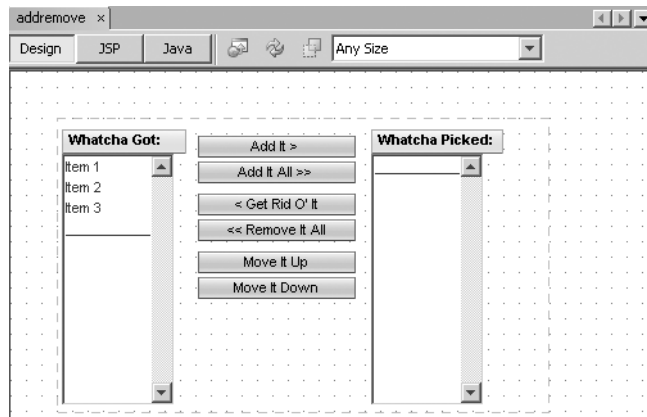 addremove x
Design JSP Java Any Size
Whatcha Got:
Item 1
Item 2
Item 3
Add It >
Add It All >>
< Get Rid O' It
<< Remove It All
Move It Up
Move It Down
Whatcha Picked: